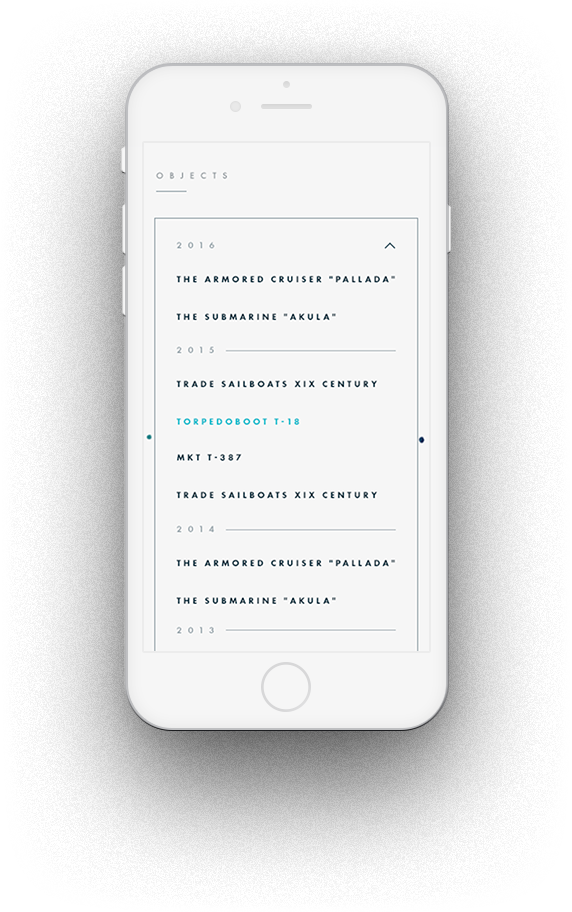 OBJECTS
2016
THE ARMORED CRUISER "PALLADA"
THE SUBMARINE "AKULA"
2015
TRADE SAILBOATS XIX CENTURY
TORPEDOBOOT T-18
MKT T-387
TRADE SAILBOATS XIX CENTURY
2014
THE ARMORED CRUISER "PALLADA"
THE SUBMARINE "AKULA"
2013